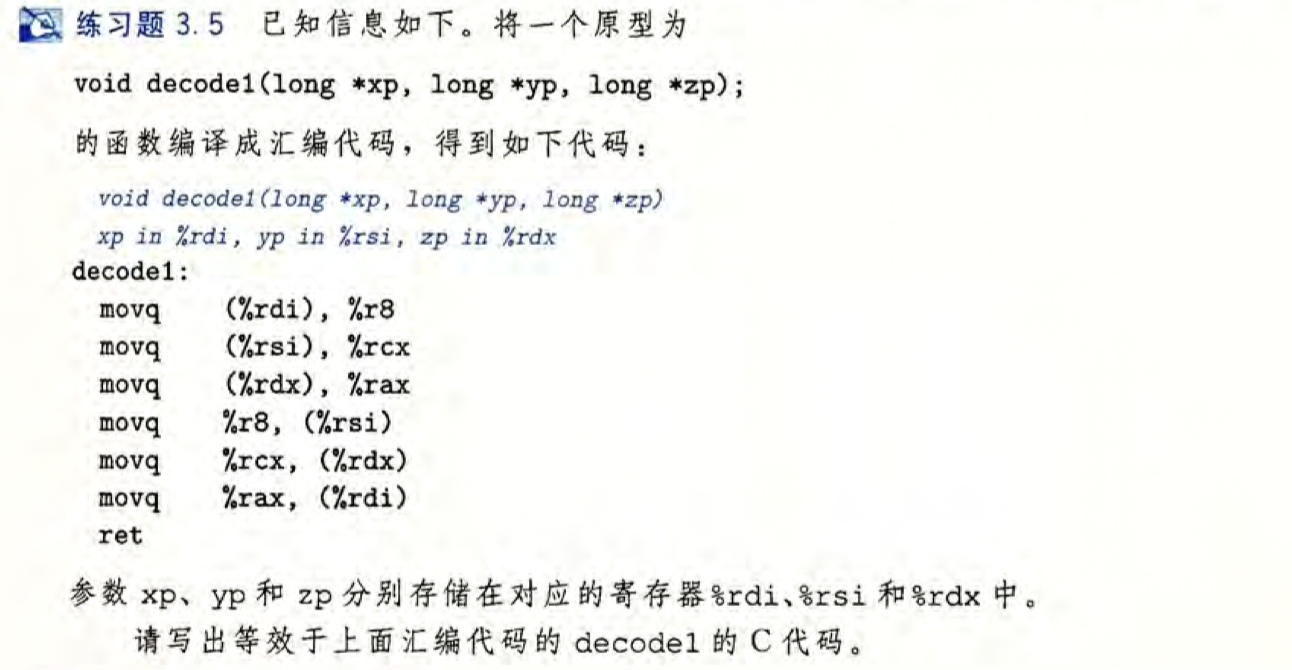 练习题 3.5 已知信息如下。将一个原型为
void decode1(long *xp, long *yp, long *zp);
的函数编译成汇编代码，得到如下代码：
void decode1(long *xp, long *yp, long *zp)
xp in %rdi, yp in %rsi, zp in %rdx
decode1:
movq (%rdi), %r8
movq (%rsi), %rcx
movq (%rdx), %rax
movq %r8, (%rsi)
movq %rcx, (%rdx)
movq %rax, (%rdi)
ret
参数 xp、yp 和 zp 分别存储在对应的寄存器%rdi、%rsi 和%rdx 中。
请写出等效于上面汇编代码的 decode1 的 C 代码。